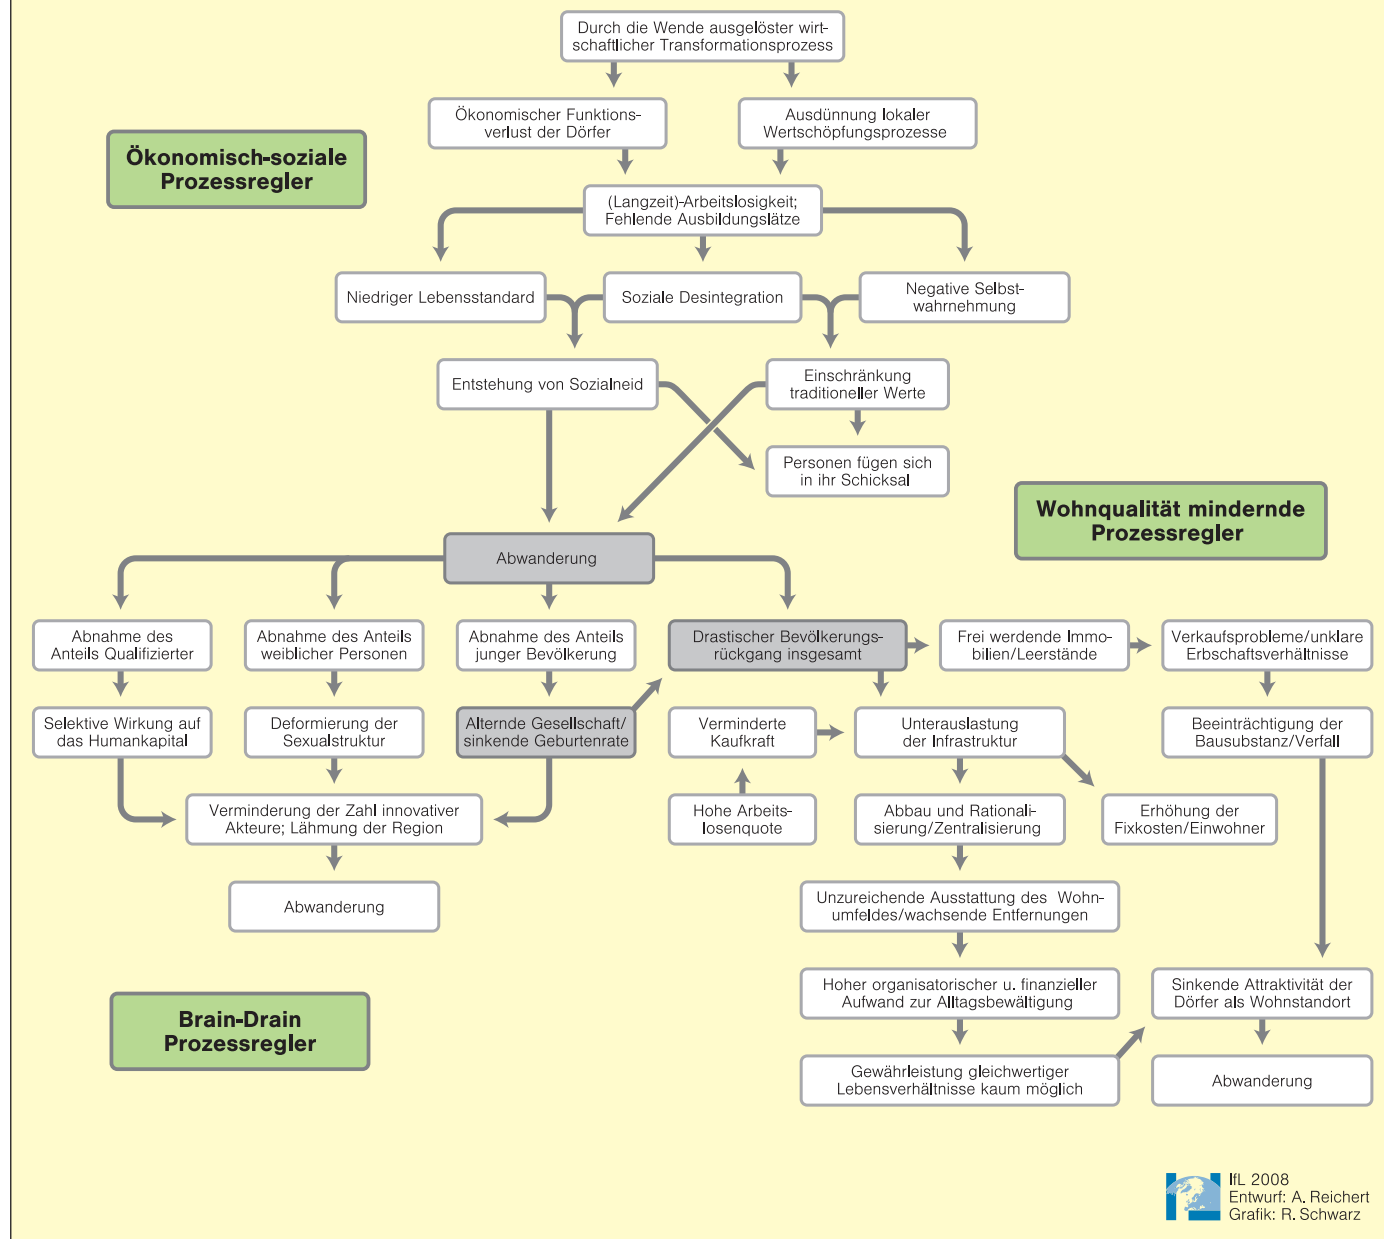 Durch die Wende ausgelöster wirt-
schaftlicher Transformationsprozess
Ökonomischer Funktions-
verlust der Dörfer
Ausdünnung lokaler
Wertschöpfungsprozesse
Ökonomisch-soziale
Prozessregler
(Langzeit)-Arbeitslosigkeit;
Fehlende Ausbildungslätze
Niedriger Lebensstandard
Soziale Desintegration
Negative Selbst-
wahrnehmung
Entstehung von Sozialneid
Einschränkung
traditioneller Werte
Personen fügen sich
in ihr Schicksal
Wohnqualität mindernde
Prozessregler
Abwanderung
Abnahme des
Anteils Qualifizierter
Abnahme des Anteils
weiblicher Personen
Abnahme des Anteils
junger Bevölkerung
Drastischer Bevölkerungs-
rückgang insgesamt
Frei werdende Immo-
bilien/Leerstände
Verkaufsprobleme/unklare
Erbschaftsverhältnisse
Selektive Wirkung auf
das Humankapital
Deformierung der
Sexualstruktur
Alternde Gesellschaft/
sinkende Geburtenrate
Verminderte
Kaufkraft
Unterauslastung
der Infrastruktur
Beeinträchtigung der
Bausubstanz/Verfall
Verminderung der Zahl innovativer
Akteure; Lähmung der Region
Hohe Arbeits-
losenquote
Abbau und Rationali-
sierung/Zentralisierung
Erhöhung der
Fixkosten/Einwohner
Abwanderung
Unzureichende Ausstattung des Wohn-
umfeldes/wachsende Entfernungen
Hoher organisatorischer u. finanzieller
Aufwand zur Alltagsbewältigung
Sinkende Attraktivität der
Dörfer als Wohnstandort
Brain-Drain
Prozessregler
Gewährleistung gleichwertiger
Lebensverhältnisse kaum möglich
Abwanderung
IfL 2008
Entwurf: A. Reichert
Grafik: R. Schwarz